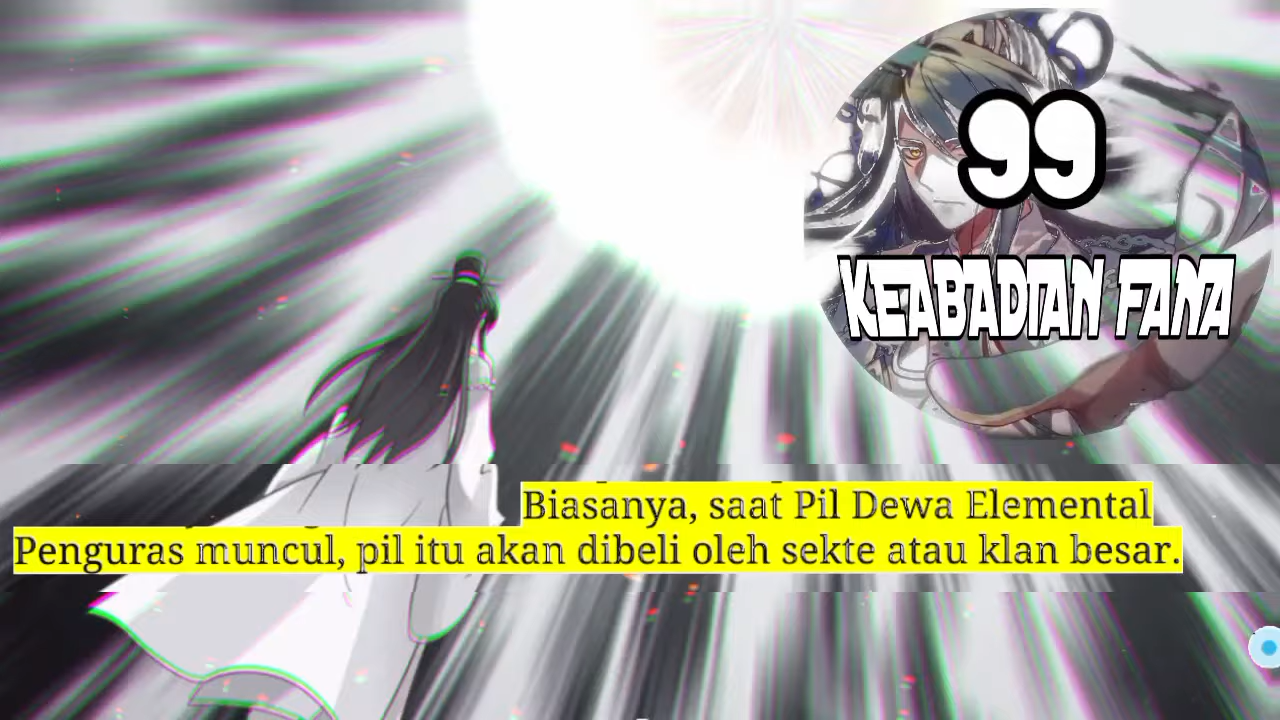 99
KEABADIAN FANA
Biasanya, saat Pil Dewa Elemental
Penguras muncul, pil itu akan dibeli oleh sekte atau klan besar.